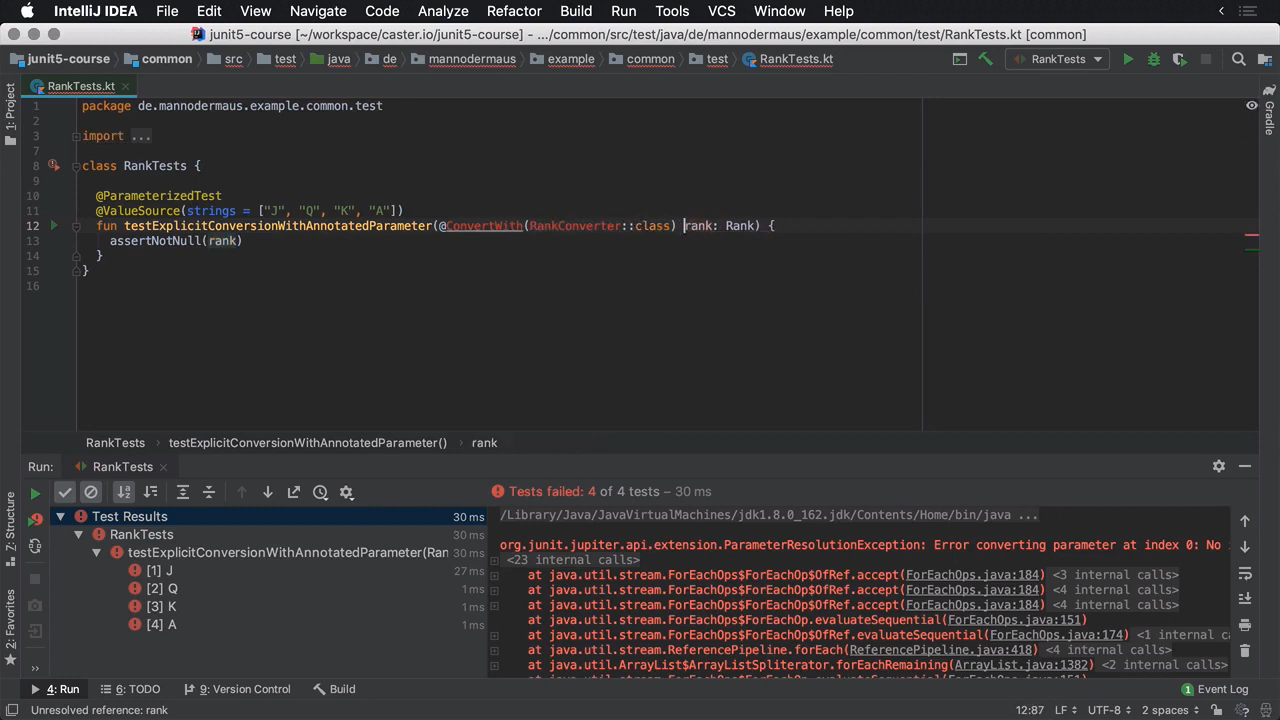 IntelliJ IDEA File Edit View Navigate Code Analyze Refactor Build Run Tools VCS Window Help
junit5-course [~/workspace/caster.io/junit5-course] - .../common/src/test/java/de/mannodermaus/example/common/test/RankTests.kt [common]
junit5-course common src test java de mannodermaus example common test RankTests.kt RankTests
RankTests.kt
1: Project
Gradle
1 package de.mannodermaus.example.common.test
2
3 import ...
7
8 class RankTests {
9
10 @ParameterizedTest
11 @ValueSource(strings = ["J", "Q", "K", "A"])
12 fun testExplicitConversionWithAnnotatedParameter(@ConvertWith(RankConverter::class) rank: Rank) {
13 assertNotNull(rank)
14 }
15 }
16
RankTests testExplicitConversionWithAnnotatedParameter() rank
Run: RankTests
Tests failed: 4 of 4 tests – 30 ms
Test Results 30 ms
RankTests 30 ms
testExplicitConversionWithAnnotatedParameter(Ran 30 ms
[1] J 27 ms
[2] Q 1 ms
[3] K 1 ms
[4] A 1 ms
/Library/Java/JavaVirtualMachines/jdk1.8.0_162.jdk/Contents/Home/bin/java ...
org.junit.jupiter.api.extension.ParameterResolutionException: Error converting parameter at index 0: No
<23 internal calls>
at java.util.stream.ForEachOps$ForEachOp$OfRef.accept(ForEachOps.java:184) <3 internal calls>
at java.util.stream.ForEachOps$ForEachOp$OfRef.accept(ForEachOps.java:184) <4 internal calls>
at java.util.stream.ForEachOps$ForEachOp$OfRef.accept(ForEachOps.java:184) <4 internal calls>
at java.util.stream.ForEachOps$ForEachOp.evaluateSequential(ForEachOps.java:151)
at java.util.stream.ForEachOps$ForEachOp$OfRef.evaluateSequential(ForEachOps.java:174) <1 internal ca
at java.util.stream.ReferencePipeline.forEach(ReferencePipeline.java:418) <4 internal calls>
at java.util.ArrayList$ArrayListSpliterator.forEachRemaining(ArrayList.java:1382) <2 internal calls>
7: Structure
2: Favorites
4: Run 6: TODO 9: Version Control Build 1 Event Log
Unresolved reference: rank 12:87 LF UTF-8 2 spaces